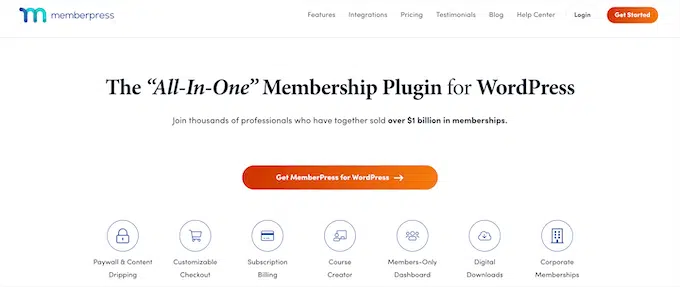 memberpress
Features Integrations Pricing Testimonials Blog Help Center Login Get Started
The “All-In-One” Membership Plugin for WordPress
Join thousands of professionals who have together sold over $1 billion in memberships.
Get MemberPress for WordPress
Paywall & Content Dripping
Customizable Checkout
Subscription Billing
Course Creator
Members-Only Dashboard
Digital Downloads
Corporate Memberships